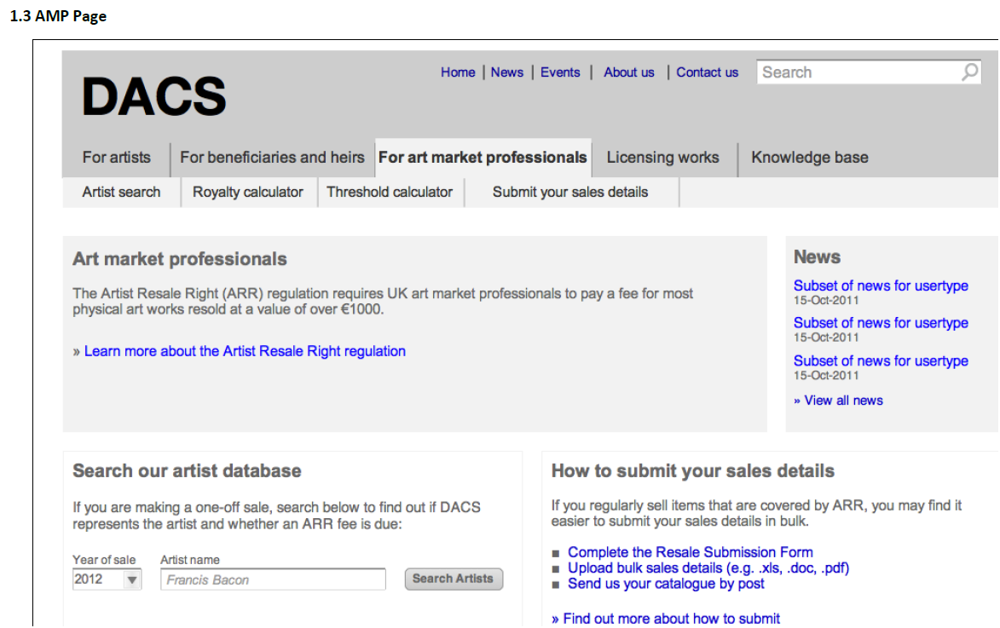 1.3 AMP Page
Home | News | Events | About us | Contact us
Search
DACS
For artists
For beneficiaries and heirs
For art market professionals
Licensing works
Knowledge base
Artist search
Royalty calculator
Threshold calculator
Submit your sales details
Art market professionals
The Artist Resale Right (ARR) regulation requires UK art market professionals to pay a fee for most
physical art works resold at a value of over €1000.
» Learn more about the Artist Resale Right regulation
News
Subset of news for usertype
15-Oct-2011
Subset of news for usertype
15-Oct-2011
Subset of news for usertype
15-Oct-2011
» View all news
Search our artist database
If you are making a one-off sale, search below to find out if DACS
represents the artist and whether an ARR fee is due:
Year of sale
Artist name
2012
Francis Bacon
Search Artists
How to submit your sales details
If you regularly sell items that are covered by ARR, you may find it
easier to submit your sales details in bulk.
■ Complete the Resale Submission Form
■ Upload bulk sales details (e.g. .xls, .doc, .pdf)
■ Send us your catalogue by post
» Find out more about how to submit